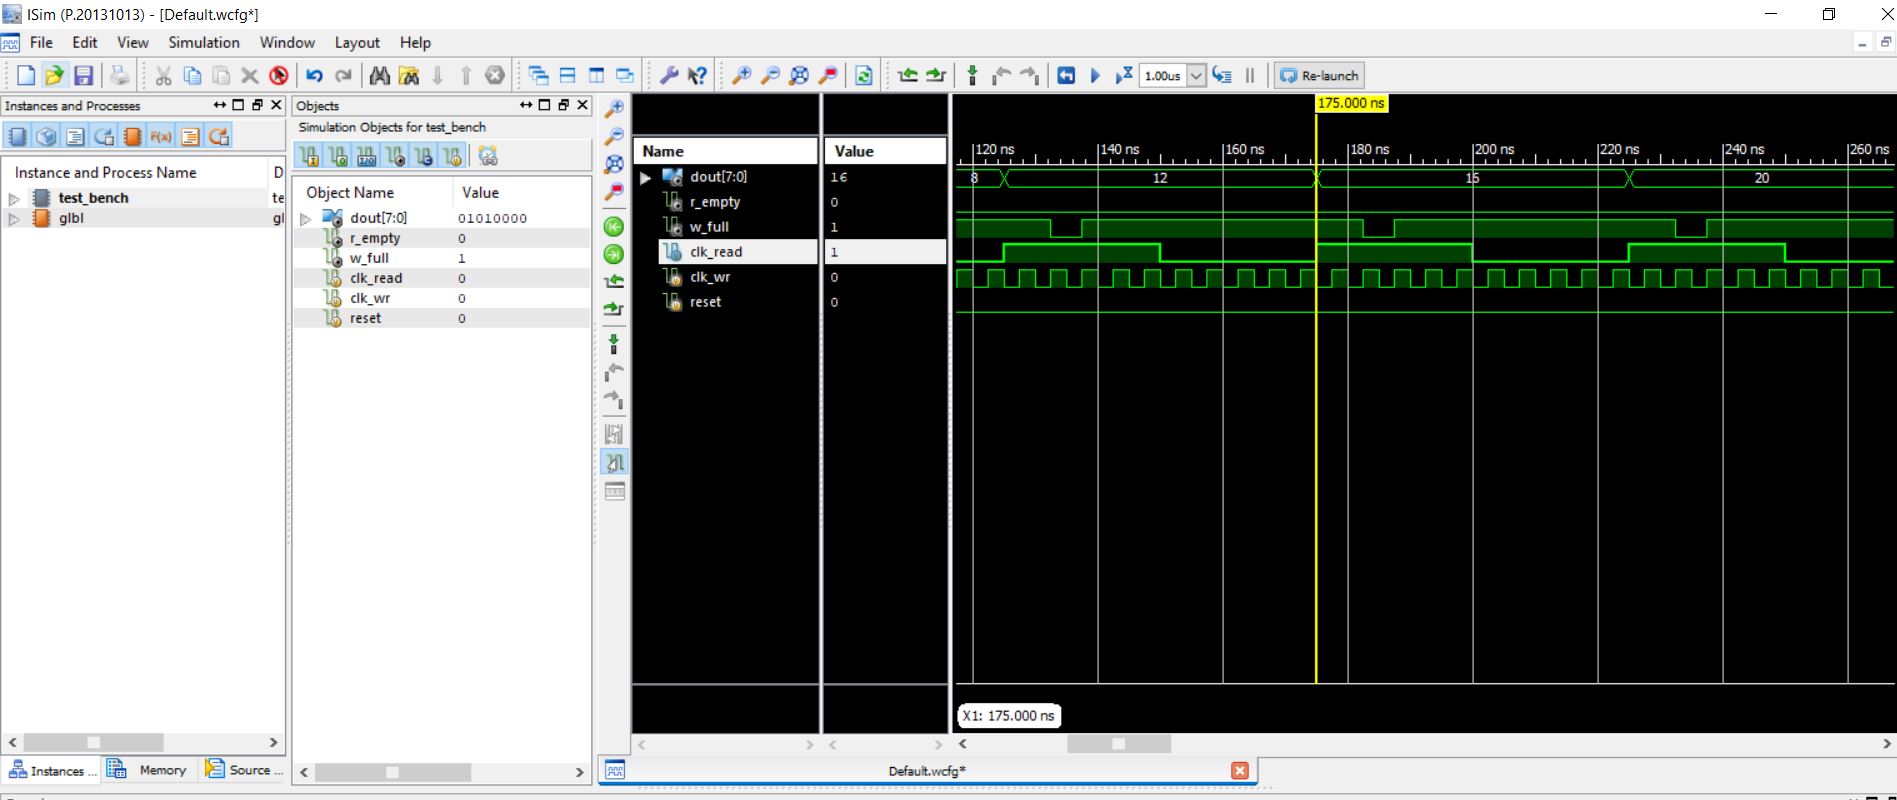 ISim (P.20131013) - [Default.wcfg*]
File Edit View Simulation Window Layout Help
1.00us Re-launch
Instances and Processes
Instance and Process Name D
test_bench te
glbl gl
Instances ... Memory Source ...
Objects
Simulation Objects for test_bench
Object Name Value
dout[7:0] 01010000
r_empty 0
w_full 1
clk_read 0
clk_wr 0
reset 0
Name Value
dout[7:0] 16
r_empty 0
w_full 1
clk_read 1
clk_wr 0
reset 0
175.000 ns
120 ns 140 ns 160 ns 180 ns 200 ns 220 ns 240 ns 260 ns
8 12 16 20
X1: 175.000 ns
Default.wcfg*